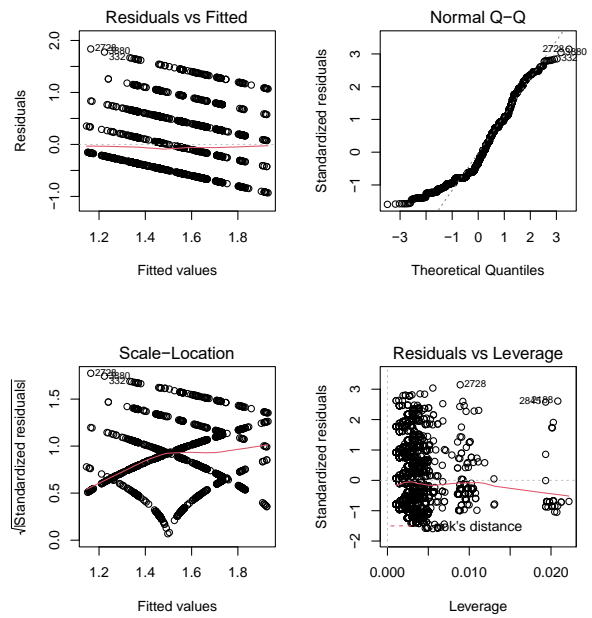 Residuals vs Fitted
Residuals
−1.0 0.0 1.0 2.0
2728
3880
332
1.2 1.4 1.6 1.8
Fitted values
Normal Q−Q
Standardized residuals
−1 0 1 2 3
2728
3880
332
−3 −1 0 1 2 3
Theoretical Quantiles
Scale−Location
√|Standardized residuals|
0.0 0.5 1.0 1.5
2728
3880
332
1.2 1.4 1.6 1.8
Fitted values
Residuals vs Leverage
Standardized residuals
−2 −1 0 1 2 3
2728
ok's distance
0.000 0.010 0.020
Leverage